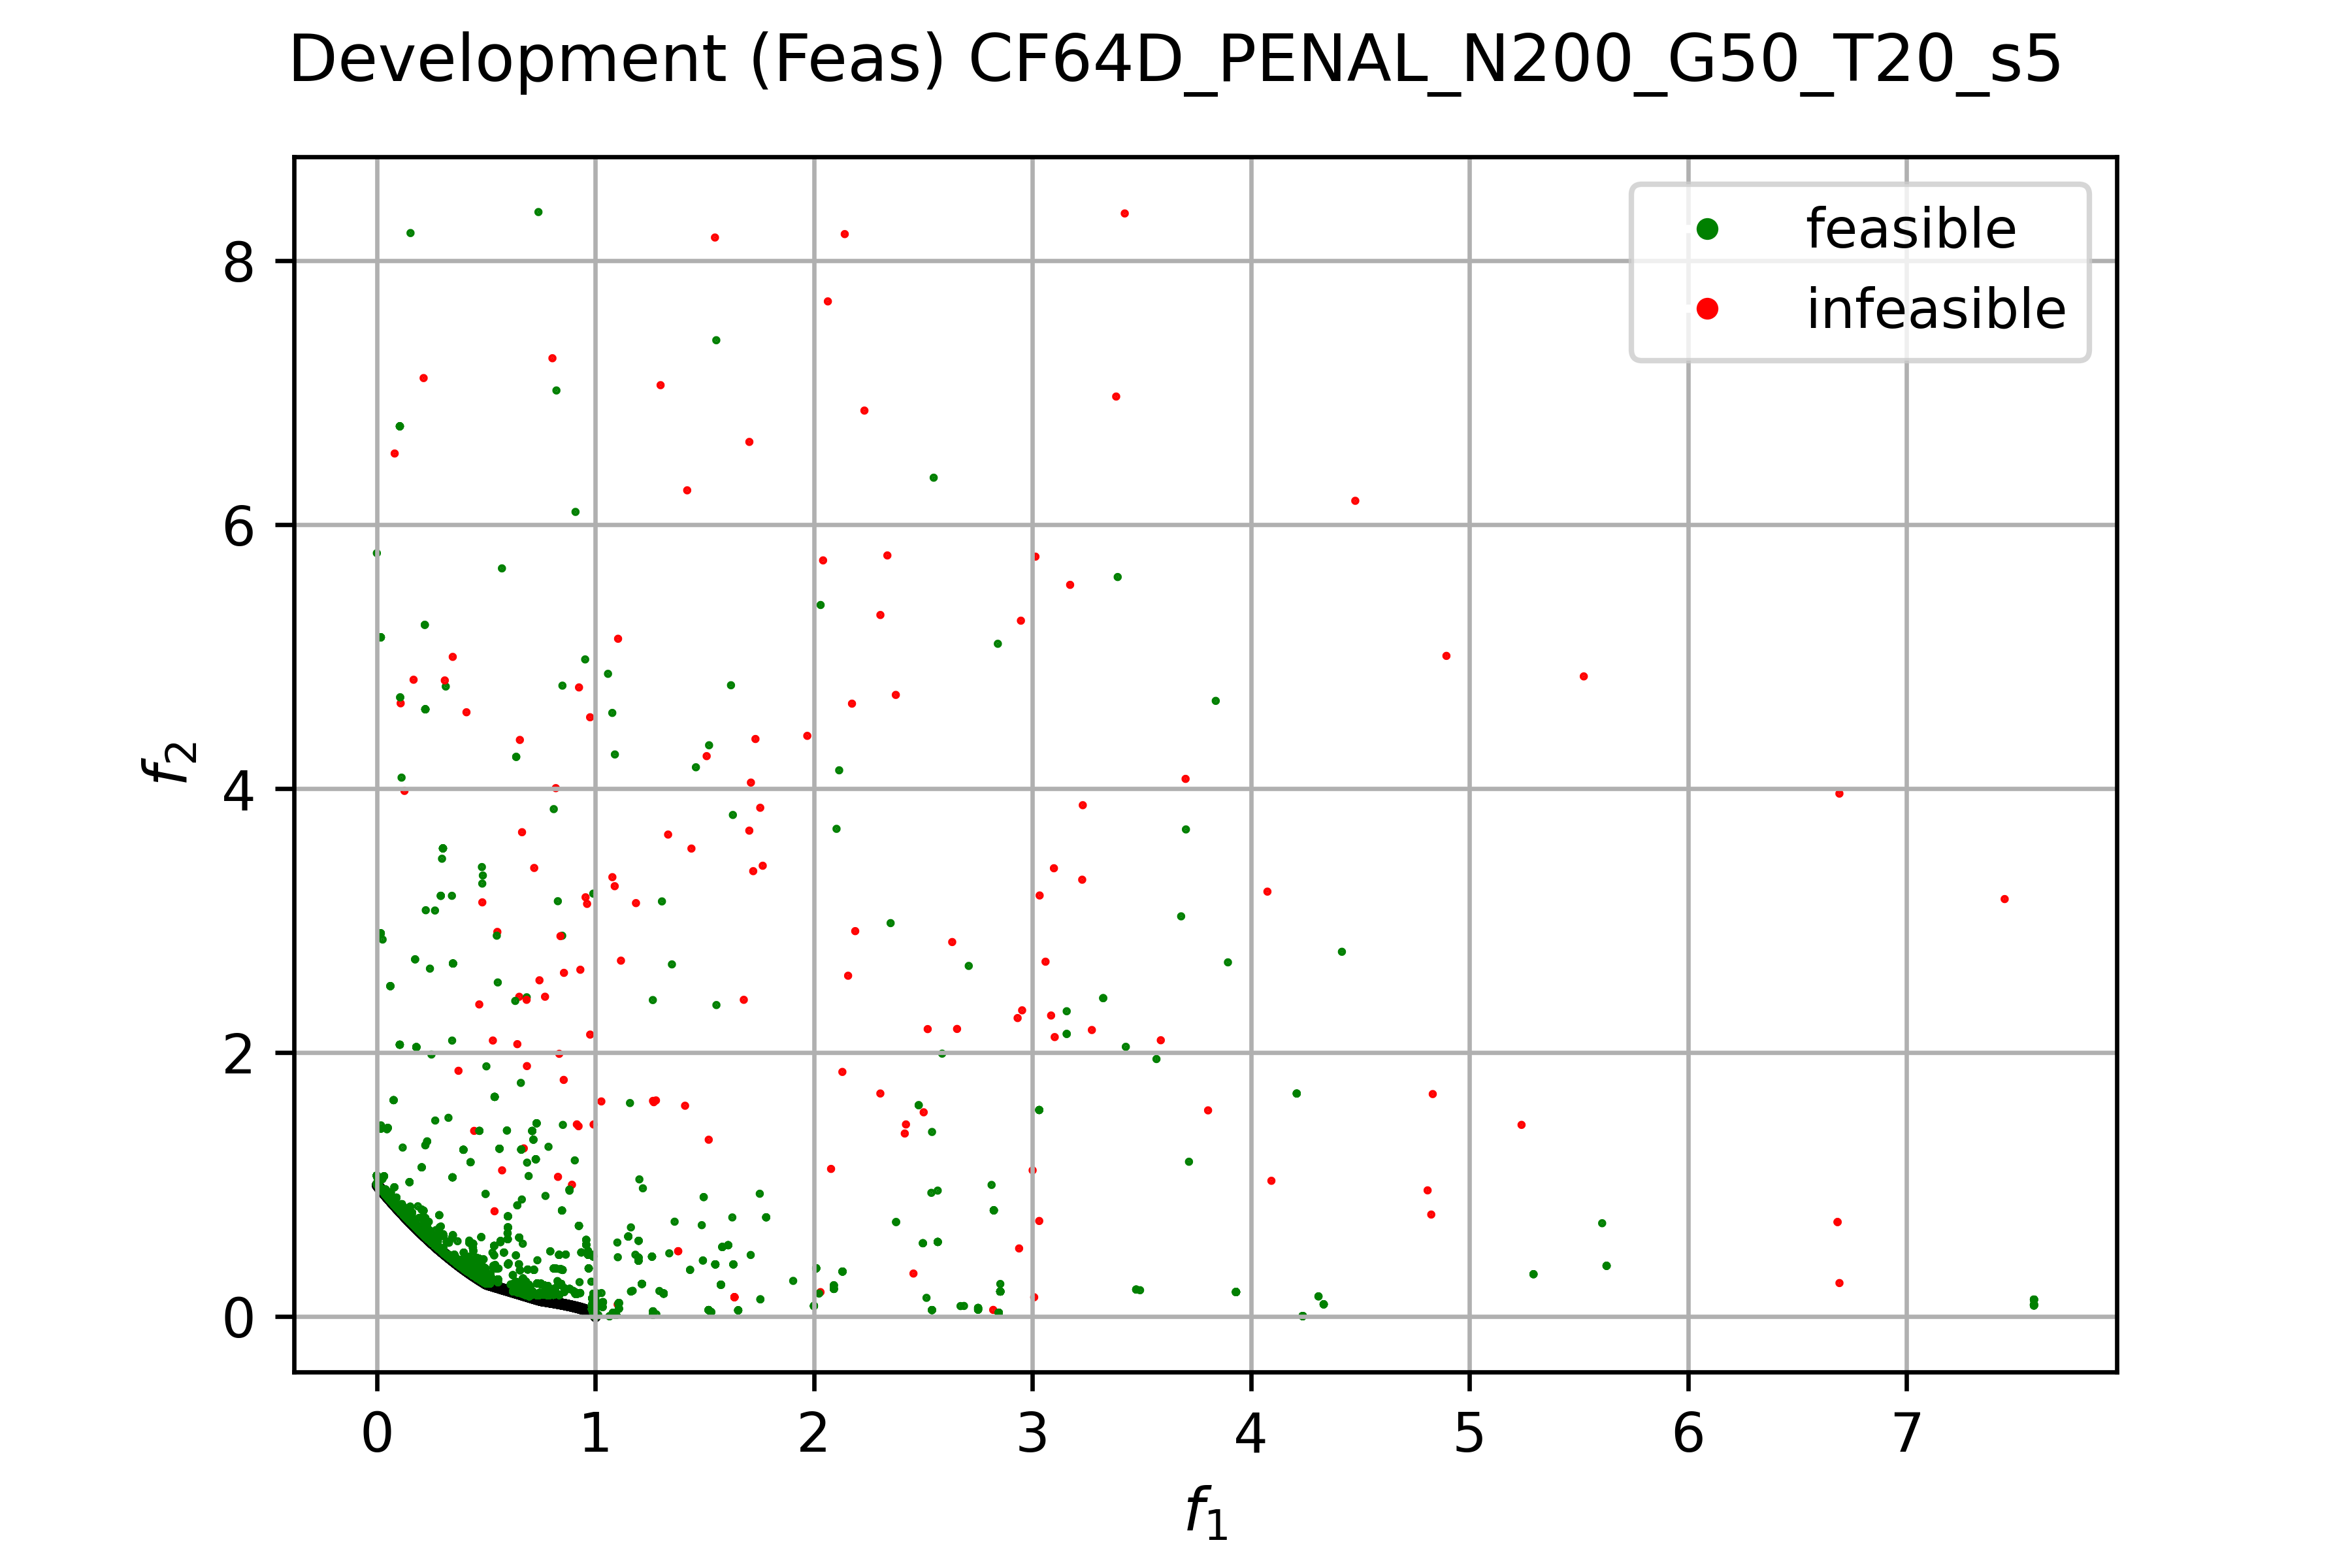 Development (Feas) CF64D_PENAL_N200_G50_T20_s5
feasible
infeasible
8
6
4
2
0
f2
0 1 2 3 4 5 6 7
f1